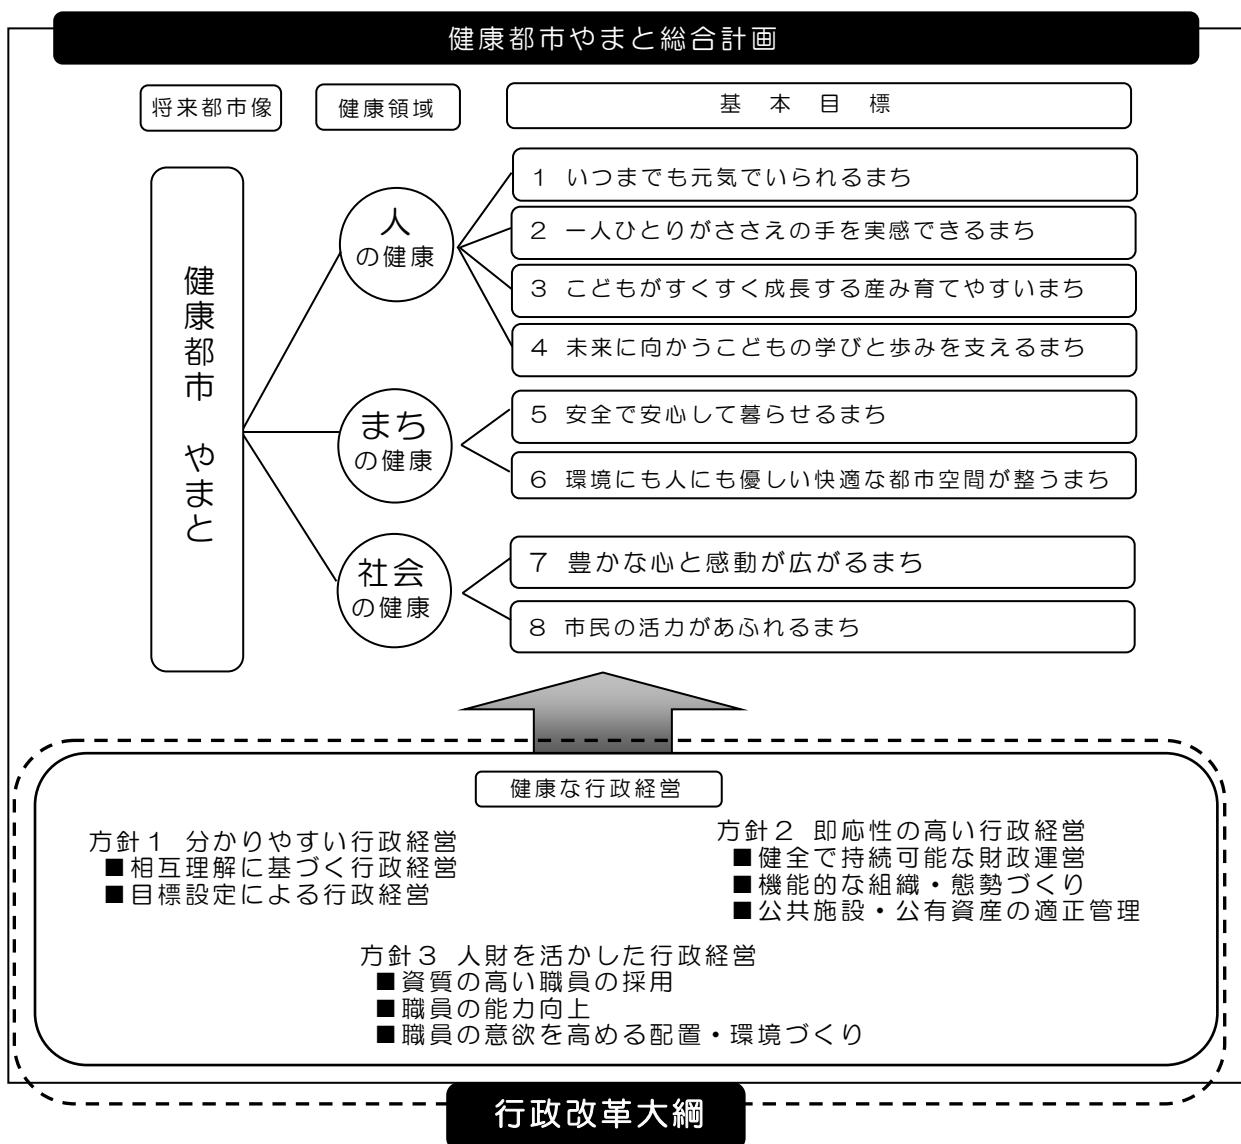 健康都市やまと総合計画
将来都市像
健康領域
基 本 目 標
健康都市 やまと
人
の健康
1 いつまでも元気でいられるまち
2 一人ひとりがささえの手を実感できるまち
3 こどもがすくすく成長する産み育てやすいまち
4 未来に向かうこどもの学びと歩みを支えるまち
まち
の健康
5 安全で安心して暮らせるまち
6 環境にも人にも優しい快適な都市空間が整うまち
社会
の健康
7 豊かな心と感動が広がるまち
8 市民の活力があふれるまち
健康な行政経営
方針1 分かりやすい行政経営
■相互理解に基づく行政経営
■目標設定による行政経営
方針2 即応性の高い行政経営
■健全で持続可能な財政運営
■機能的な組織・態勢づくり
■公共施設・公有資産の適正管理
方針3 人財を活かした行政経営
■資質の高い職員の採用
■職員の能力向上
■職員の意欲を高める配置・環境づくり
行政改革大綱